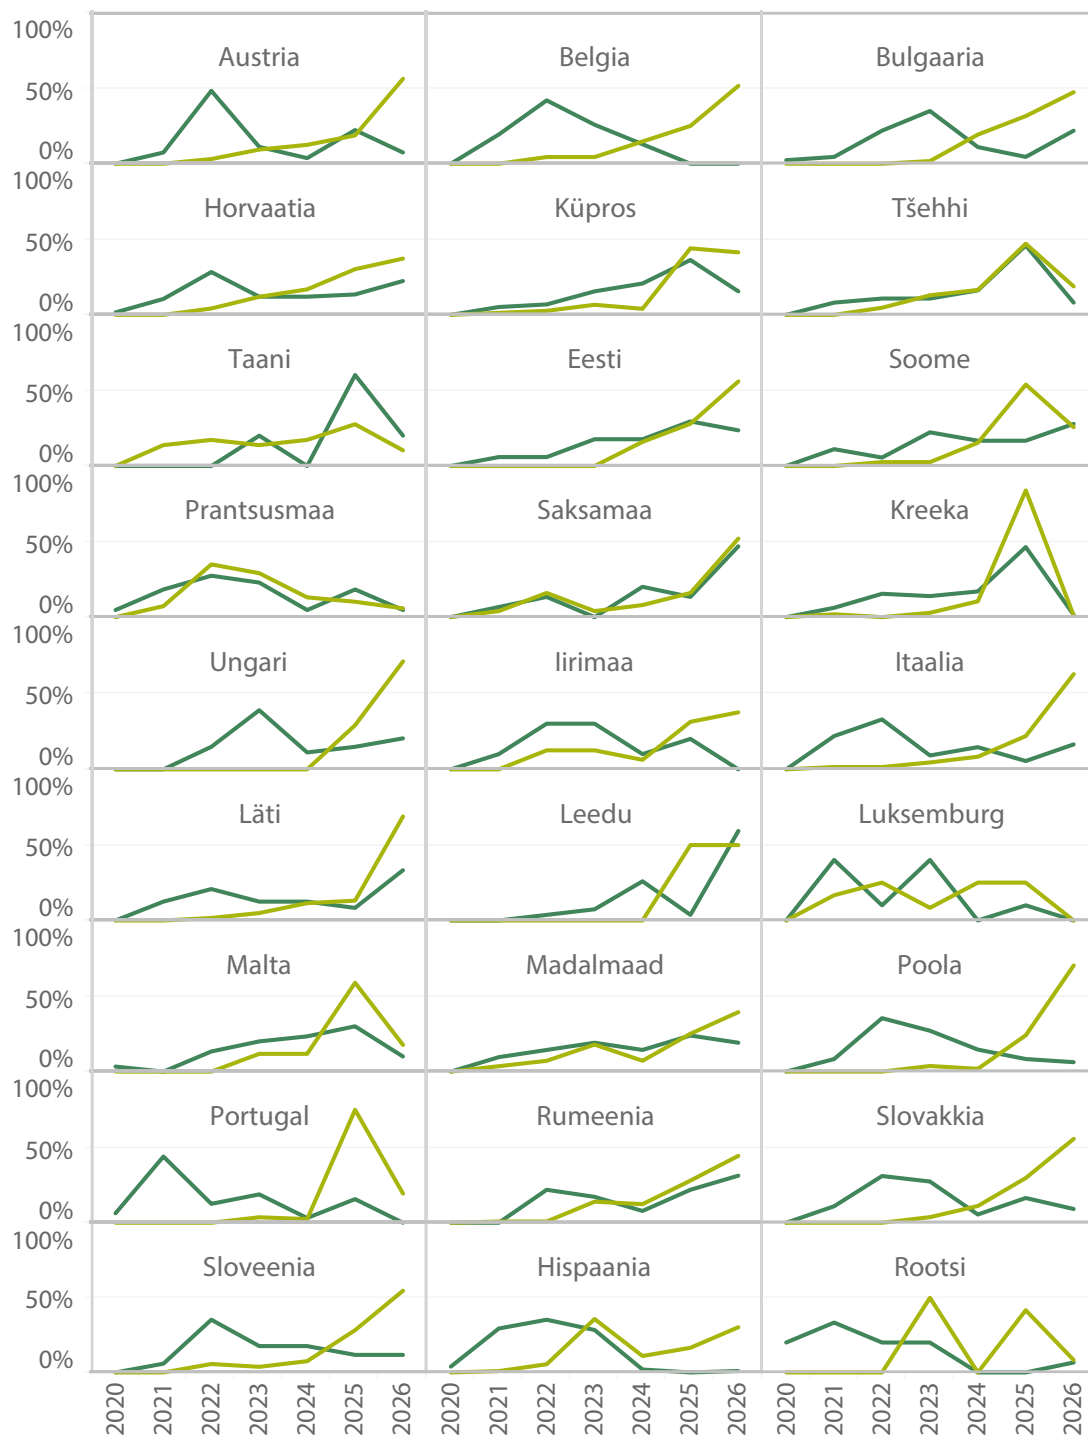 100%
Austria
Belgia
Bulgaaria
50%
0%
100%
Horvaatia
Küpros
Tšehhi
50%
0%
100%
Taani
Eesti
Soome
50%
0%
100%
Prantsusmaa
Saksamaa
Kreeka
50%
0%
100%
Ungari
Iirimaa
Itaalia
50%
0%
100%
Läti
Leedu
Luksemburg
50%
0%
100%
Malta
Madalmaad
Poola
50%
0%
100%
Portugal
Rumeenia
Slovakkia
50%
0%
100%
Sloveenia
Hispaania
Rootsi
50%
0%
2020 2021 2022 2023 2024 2025 2026
2020 2021 2022 2023 2024 2025 2026
2020 2021 2022 2023 2024 2025 2026